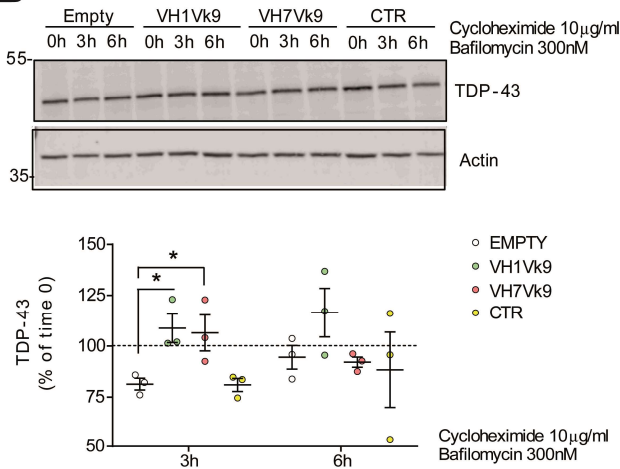 Empty VH1Vk9 VH7Vk9 CTR
0h 3h 6h 0h 3h 6h 0h 3h 6h 0h 3h 6h
Cycloheximide 10µg/ml
Bafilomycin 300nM
55-
TDP-43
Actin
35-
150
125
100
75
50
TDP-43
(% of time 0)
*
*
3h 6h
EMPTY
VH1Vk9
VH7Vk9
CTR
Cycloheximide 10µg/ml
Bafilomycin 300nM